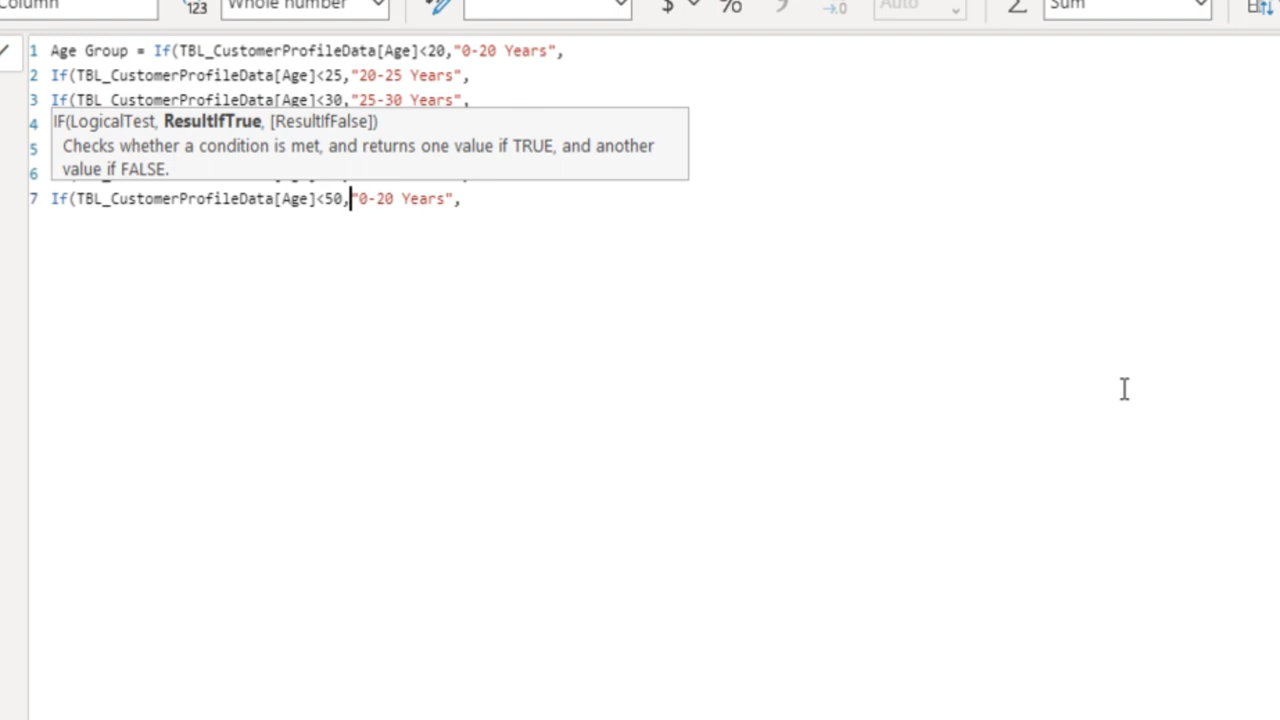 Column
123
Whole number
$ %
.0
Auto
Σ Sum
1 Age Group = If(TBL_CustomerProfileData[Age]<20,"0-20 Years",
2 If(TBL_CustomerProfileData[Age]<25,"20-25 Years",
3 If(TBL_CustomerProfileData[Age]<30,"25-30 Years",
4
IF(LogicalTest, ResultIfTrue, [ResultIfFalse])
5
Checks whether a condition is met, and returns one value if TRUE, and another
6
value if FALSE.
7 If(TBL_CustomerProfileData[Age]<50,"0-20 Years",